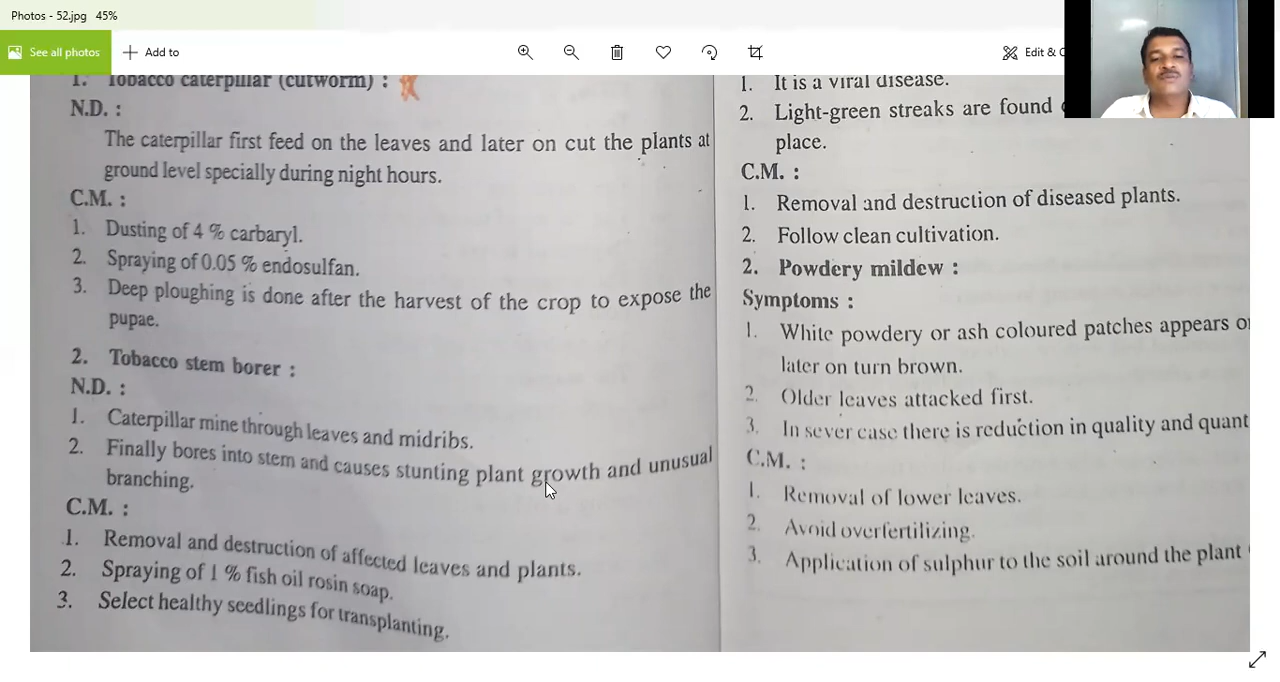 Photos - 52.jpg 45%
See all photos
Add to
Edit & C
1. Tobacco caterpillar (cutworm) :
N.D. :
The caterpillar first feed on the leaves and later on cut the plants at
ground level specially during night hours.
C.M. :
1. Dusting of 4 % carbaryl.
2. Spraying of 0.05 % endosulfan.
3. Deep ploughing is done after the harvest of the crop to expose the
pupae.
2. Tobacco stem borer :
N.D. :
1. Caterpillar mine through leaves and midribs.
2. Finally bores into stem and causes stunting plant growth and unusual
branching.
C.M. :
1. Removal and destruction of affected leaves and plants.
2. Spraying of 1 % fish oil rosin soap.
3. Select healthy seedlings for transplanting.
1. It is a viral disease.
2. Light-green streaks are found
place.
C.M. :
1. Removal and destruction of diseased plants.
2. Follow clean cultivation.
2. Powdery mildew :
Symptoms :
1. White powdery or ash coloured patches appears
later on turn brown.
2. Older leaves attacked first.
3. In sever case there is reduction in quality and quant
C.M. :
1. Removal of lower leaves.
2. Avoid overfertilizing.
3. Application of sulphur to the soil around the plant